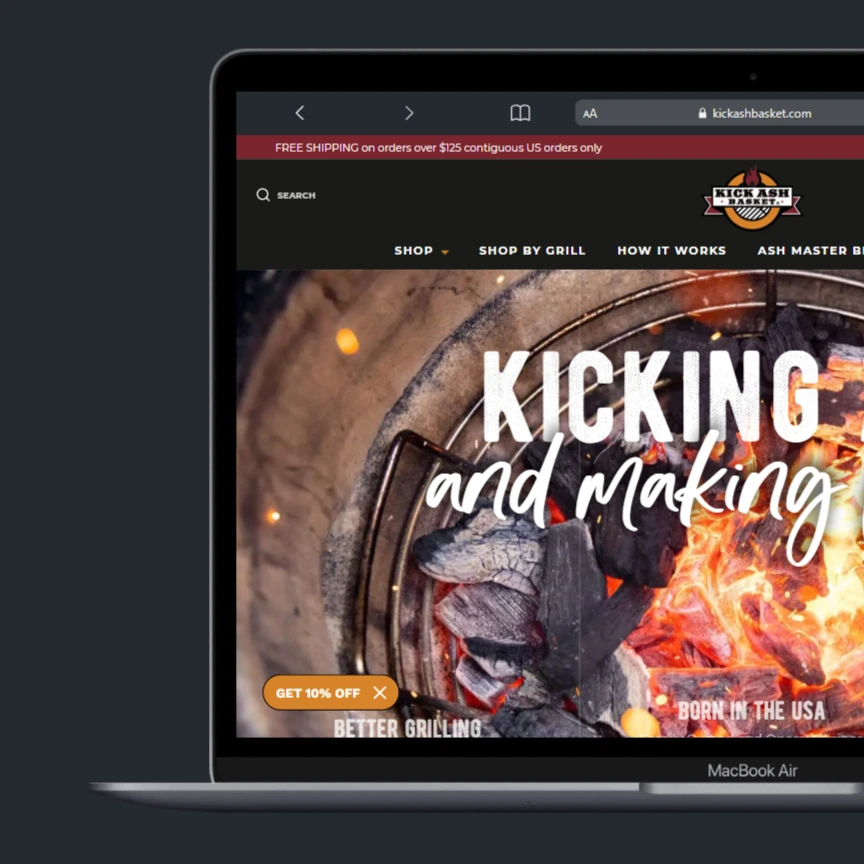 AA kickashbasket.com
FREE SHIPPING on orders over $125 contiguous US orders only
SEARCH
KICK ASH
BASKET
SHOP SHOP BY GRILL HOW IT WORKS ASH MASTER
KICKING
and making
GET 10% OFF
BORN IN THE USA
BETTER GRILLING
MacBook Air